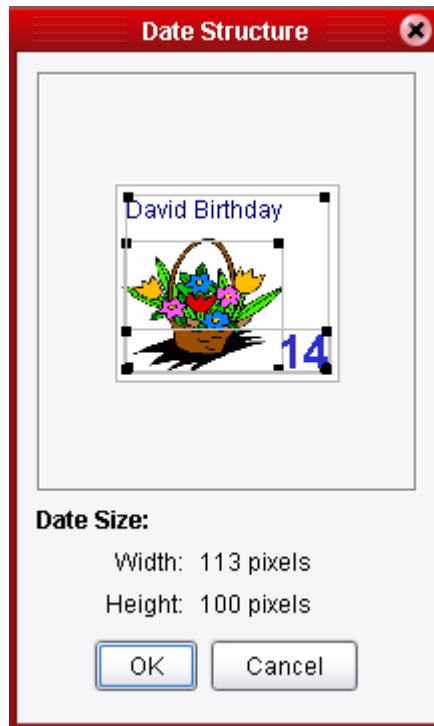 Date Structure
David Birthday
14
Date Size:
Width: 113 pixels
Height: 100 pixels
OK
Cancel